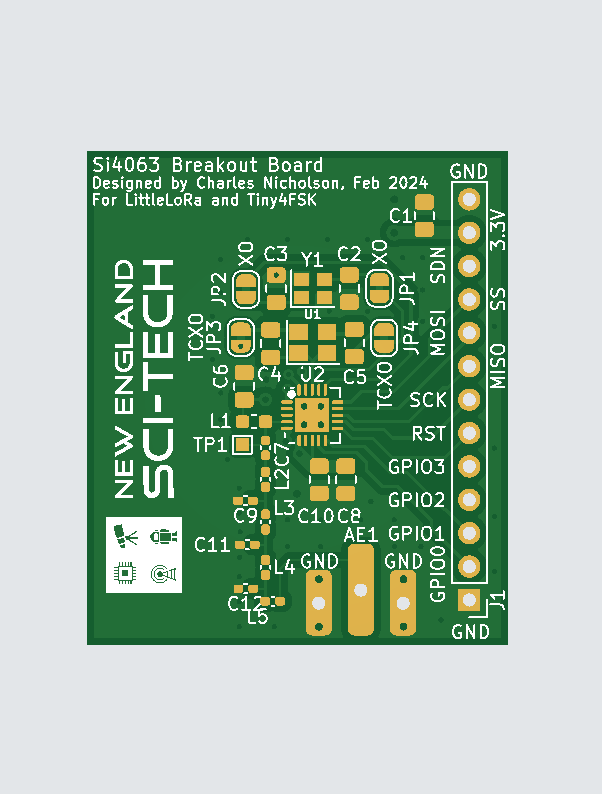 Si4063 Breakout Board
Designed by Charles Nicholson, Feb 2024
For LittleLoRa and Tiny4FSK
GND
C1
3.3V
XO
C3
Y1
C2
XO
SDN
JP2
JP1
SS
U1
TCXO
JP3
JP4
MOSI
C4
U2
C5
C6
TCXO
MISO
SCK
L1
RST
TP1
C7
L2
GPIO3
NEW ENGLAND
SCI-TECH
GPIO2
C9
L3
C10
C8
GPIO1
AE1
C11
GND
GND
L4
GPIO0
C12
L5
J1
GND